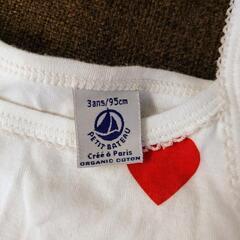 3ans/95cm
PETIT BATEAU
Créé à Paris
ORGANIC COTON